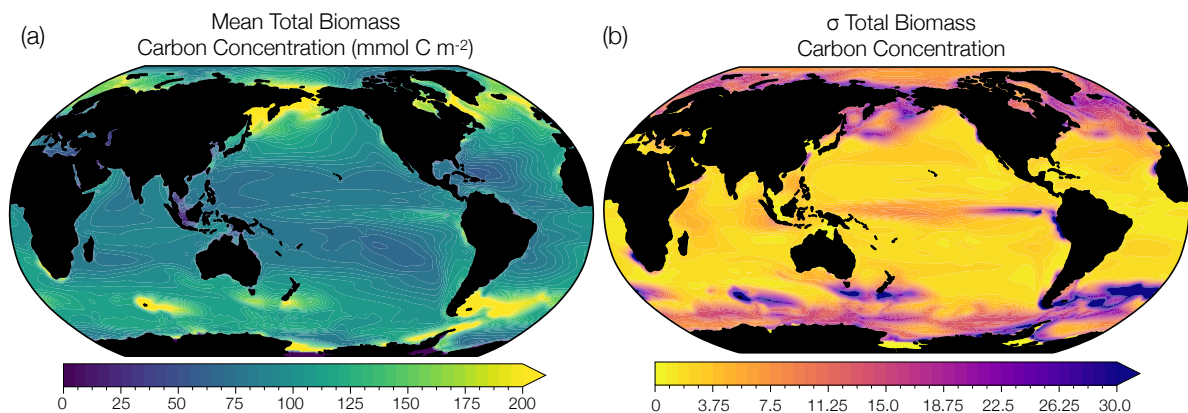 (a)
Mean Total Biomass
Carbon Concentration (mmol C m-2)
(b)
σ Total Biomass
Carbon Concentration
0 25 50 75 100 125 150 175 200
0 3.75 7.5 11.25 15 18.75 22.5 26.25 30.0